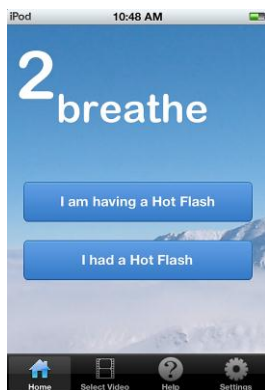 iPod 10:48 AM
2
breathe
I am having a Hot Flash
I had a Hot Flash
Home Select Video Help Settings